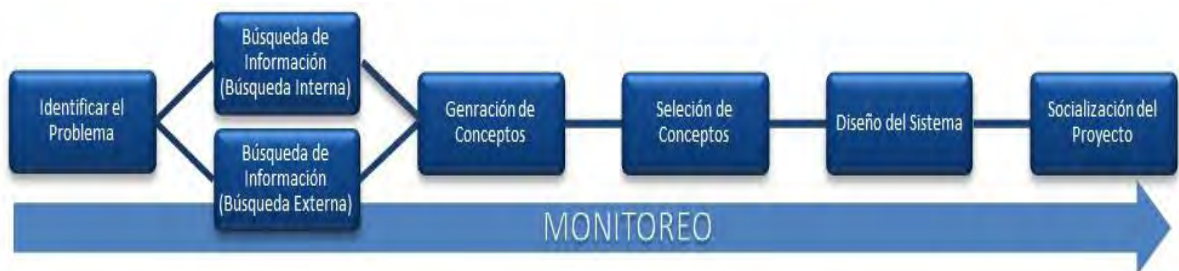 Identificar el
Problema
Búsqueda de
Información
(Búsqueda Interna)
Búsqueda de
Información
(Búsqueda Externa)
Genración de
Conceptos
Seleción de
Conceptos
Diseño del Sistema
Socialización del
Proyecto
MONITOREO